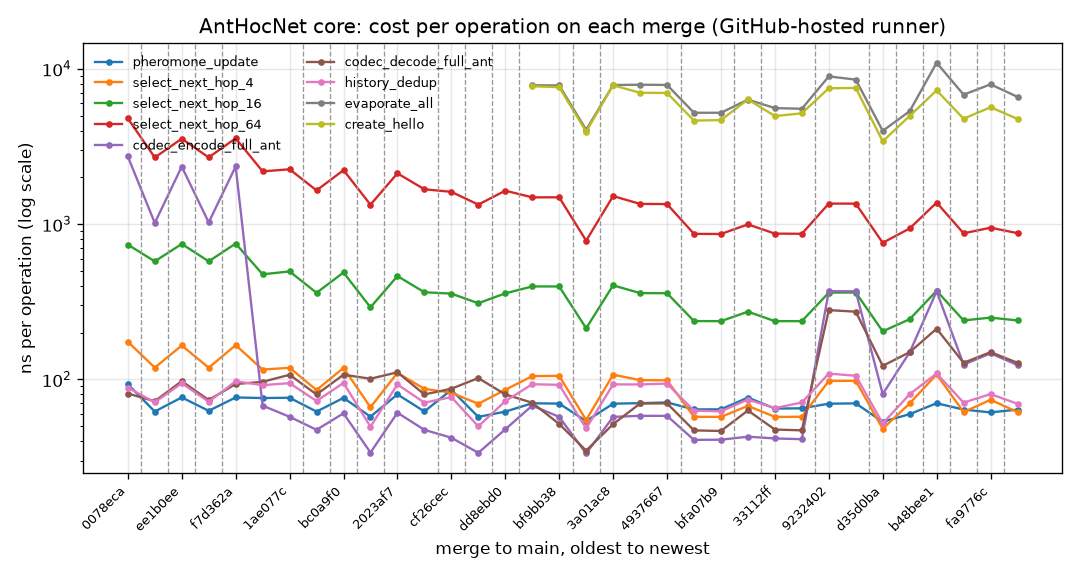 AntHocNet core: cost per operation on each merge (GitHub-hosted runner)
pheromone_update
select_next_hop_4
select_next_hop_16
select_next_hop_64
codec_encode_full_ant
codec_decode_full_ant
history_dedup
evaporate_all
create_hello
ns per operation (log scale)
10⁴
10³
10²
0078eca
ee1b0ee
f7d362a
1ae077c
bc0a9f0
2023af7
cf26cec
dd8ebd0
bf9bb38
3a01ac8
4937667
bfa07b9
33112ff
9232402
d35d0ba
b48bee1
fa9776c
merge to main, oldest to newest